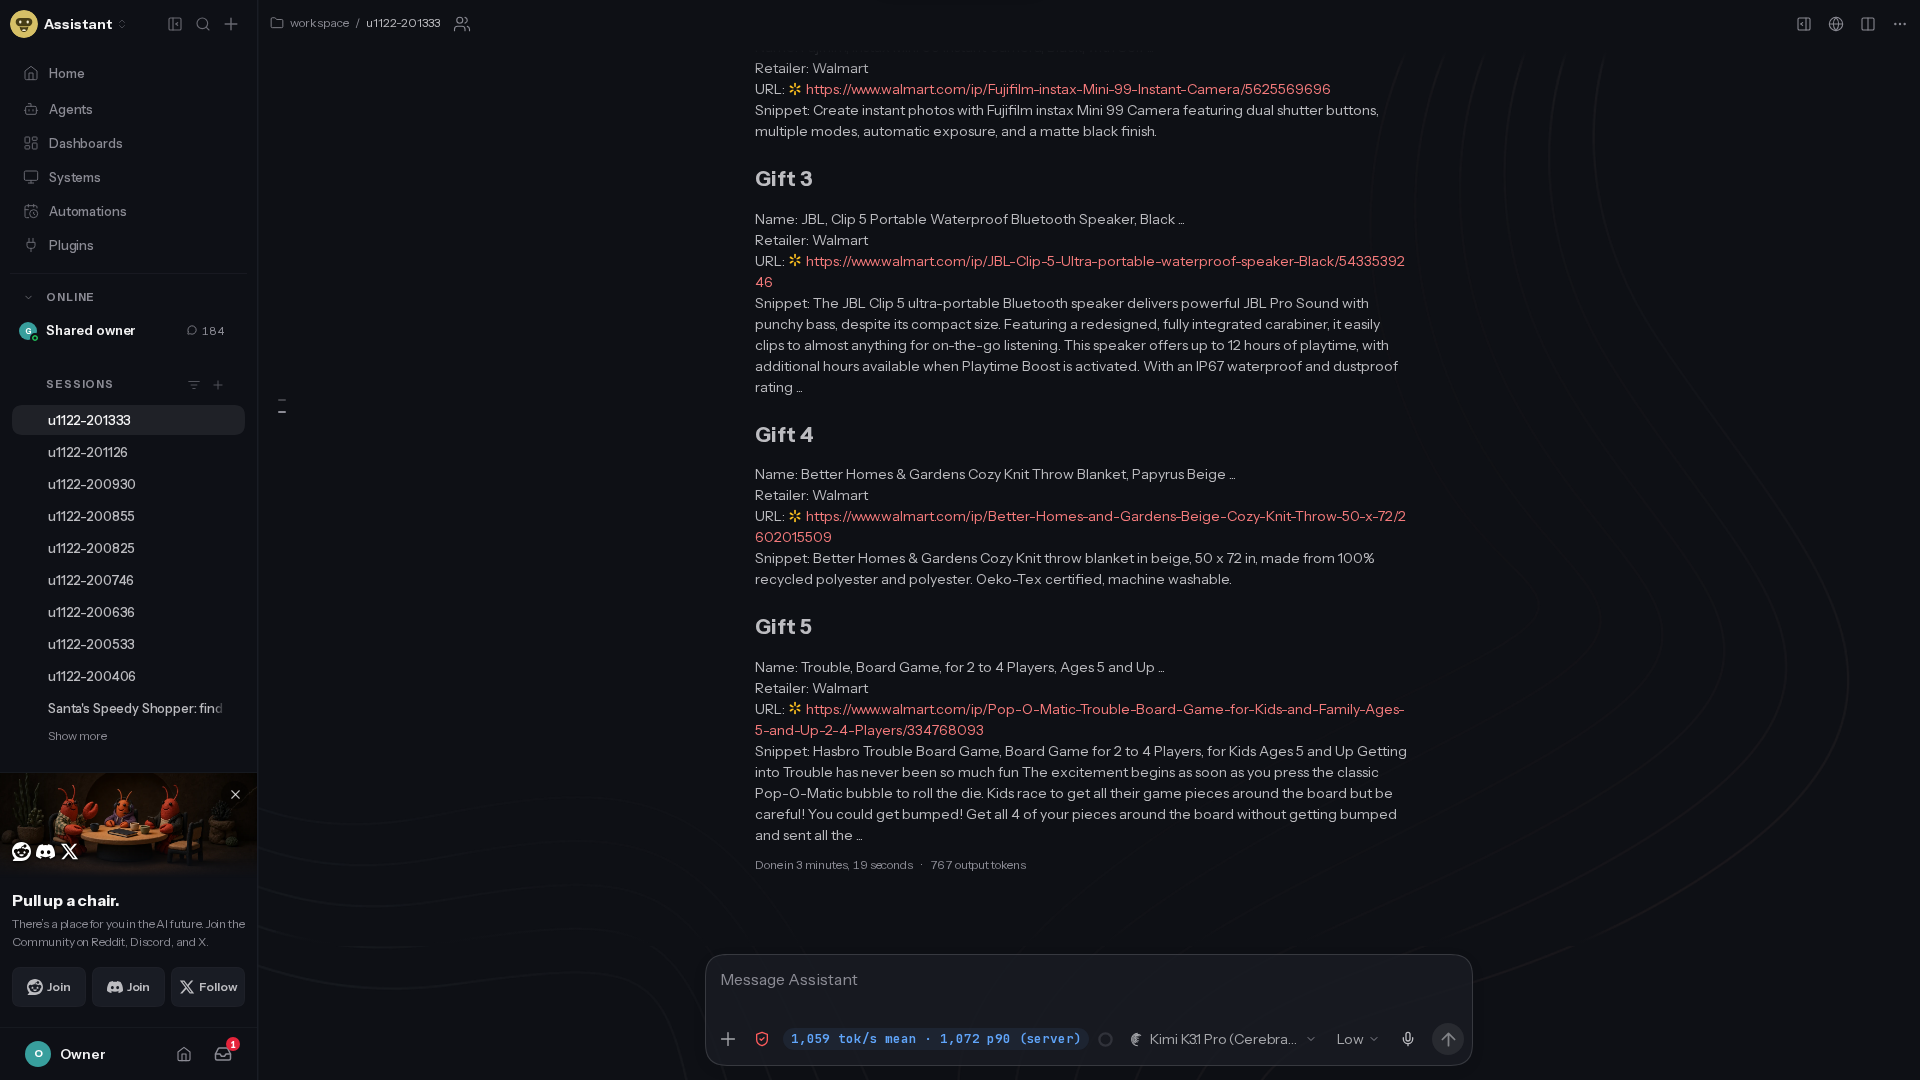 Assistant
Home
Agents
Dashboards
Systems
Automations
Plugins
ONLINE
G
Shared owner
184
SESSIONS
u1122-201333
u1122-201126
u1122-200930
u1122-200855
u1122-200825
u1122-200746
u1122-200636
u1122-200533
u1122-200406
Santa's Speedy Shopper: find
Show more
Pull up a chair.
There's a place for you in the AI future. Join the
Community on Reddit, Discord, and X.
Join
Join
Follow
O
Owner
1
workspace / u1122-201333
Retailer: Walmart
URL: https://www.walmart.com/ip/Fujifilm-instax-Mini-99-Instant-Camera/5625569696
Snippet: Create instant photos with Fujifilm instax Mini 99 Camera featuring dual shutter buttons,
multiple modes, automatic exposure, and a matte black finish.
Gift 3
Name: JBL, Clip 5 Portable Waterproof Bluetooth Speaker, Black ...
Retailer: Walmart
URL: https://www.walmart.com/ip/JBL-Clip-5-Ultra-portable-waterproof-speaker-Black/54335392
46
Snippet: The JBL Clip 5 ultra-portable Bluetooth speaker delivers powerful JBL Pro Sound with
punchy bass, despite its compact size. Featuring a redesigned, fully integrated carabiner, it easily
clips to almost anything for on-the-go listening. This speaker offers up to 12 hours of playtime, with
additional hours available when Playtime Boost is activated. With an IP67 waterproof and dustproof
rating ...
Gift 4
Name: Better Homes & Gardens Cozy Knit Throw Blanket, Papyrus Beige ...
Retailer: Walmart
URL: https://www.walmart.com/ip/Better-Homes-and-Gardens-Beige-Cozy-Knit-Throw-50-x-72/2
602015509
Snippet: Better Homes & Gardens Cozy Knit throw blanket in beige, 50 x 72 in, made from 100%
recycled polyester and polyester. Oeko-Tex certified, machine washable.
Gift 5
Name: Trouble, Board Game, for 2 to 4 Players, Ages 5 and Up ...
Retailer: Walmart
URL: https://www.walmart.com/ip/Pop-O-Matic-Trouble-Board-Game-for-Kids-and-Family-Ages-
5-and-Up-2-4-Players/334768093
Snippet: Hasbro Trouble Board Game, Board Game for 2 to 4 Players, for Kids Ages 5 and Up Getting
into Trouble has never been so much fun The excitement begins as soon as you press the classic
Pop-O-Matic bubble to roll the die. Kids race to get all their game pieces around the board but be
careful! You could get bumped! Get all 4 of your pieces around the board without getting bumped
and sent all the ...
Done in 3 minutes, 19 seconds · 767 output tokens
Message Assistant
1,059 tok/s mean · 1,072 p90 (server)
Kimi K3.1 Pro (Cerebra...
Low